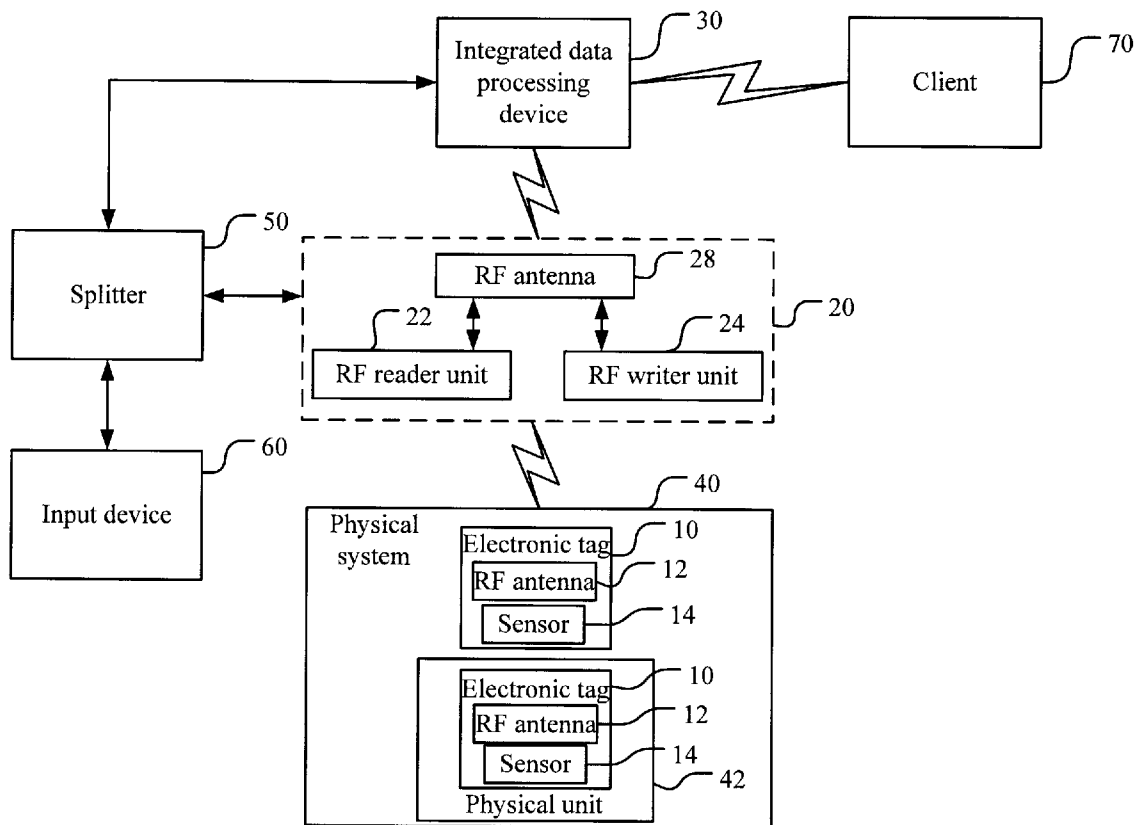 30
Integrated data
processing
device
70
Client
50
Splitter
RF antenna
28
20
22
RF reader unit
24
RF writer unit
60
Input device
40
Physical
system
10
Electronic tag
RF antenna
12
Sensor
14
10
Electronic tag
RF antenna
12
Sensor
14
42
Physical unit